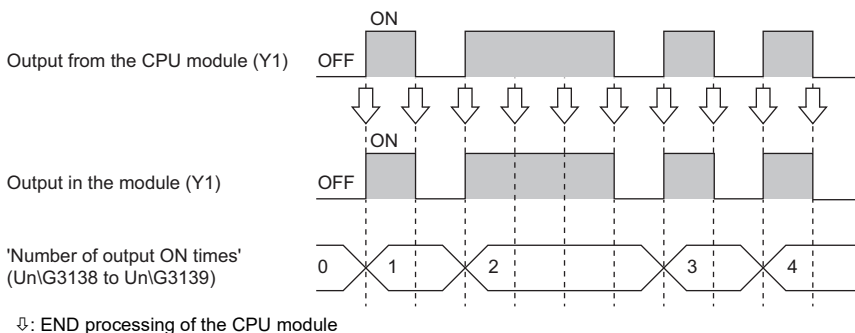 ON
Output from the CPU module (Y1) OFF
ON
Output in the module (Y1) OFF
'Number of output ON times' 0 1 2 3 4
(Un\G3138 to Un\G3139)
⇩: END processing of the CPU module